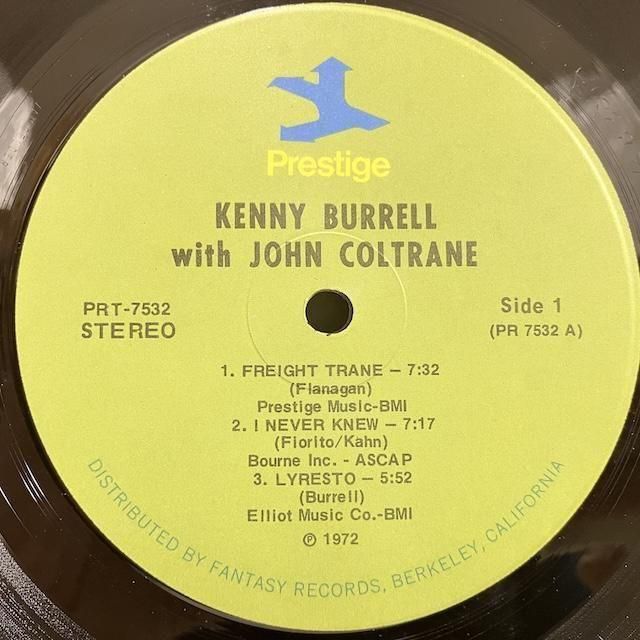 Prestige
KENNY BURRELL
with JOHN COLTRANE
PRT-7532
STEREO
Side 1
(PR 7532 A)
1. FREIGHT TRANE – 7:32
(Flanagan)
Prestige Music-BMI
2. I NEVER KNEW – 7:17
(Fiorito/Kahn)
Bourne Inc. - ASCAP
3. LYRESTO – 5:52
(Burrell)
Elliot Music Co.-BMI
℗ 1972
DISTRIBUTED BY FANTASY RECORDS, BERKELEY, CALIFORNIA